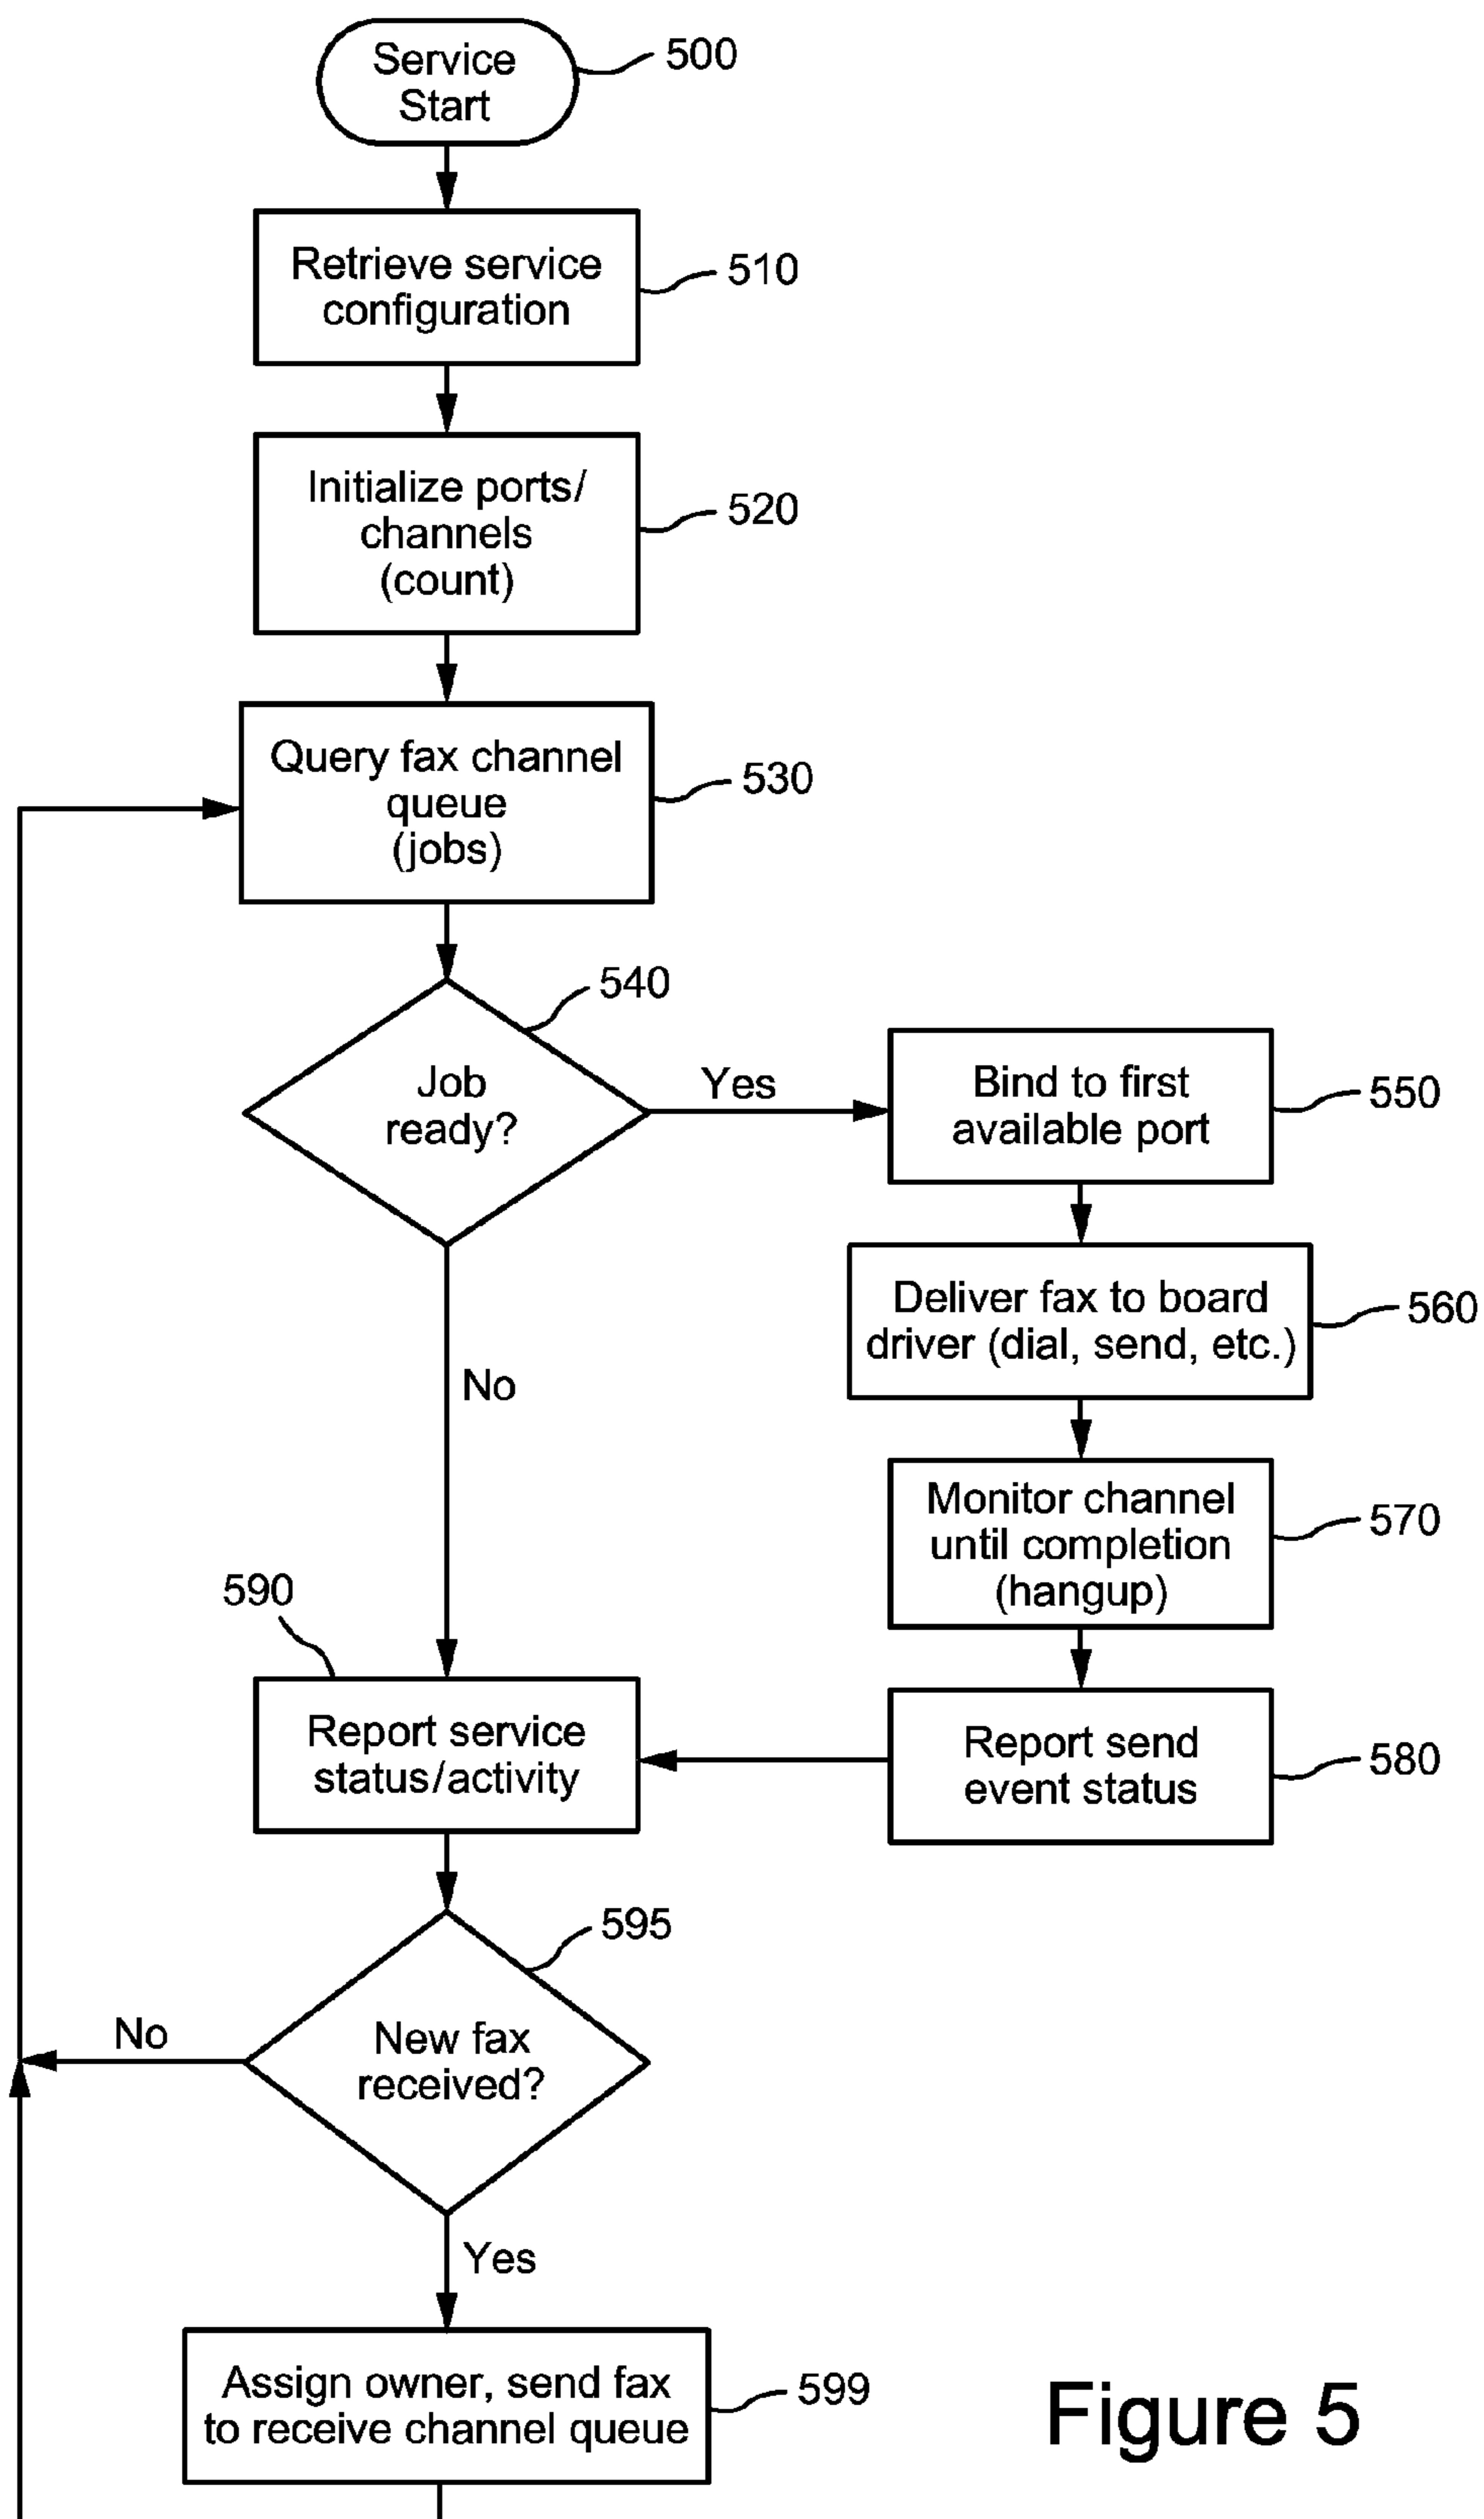 Service
Start
500
Retrieve service
configuration
510
Initialize ports/
channels
(count)
520
Query fax channel
queue
(jobs)
530
540
Job
ready?
Yes
No
Bind to first
available port
550
Deliver fax to board
driver (dial, send, etc.)
560
Monitor channel
until completion
(hangup)
570
Report send
event status
580
590
Report service
status/activity
595
New fax
received?
No
Yes
Assign owner, send fax
to receive channel queue
599
Figure 5